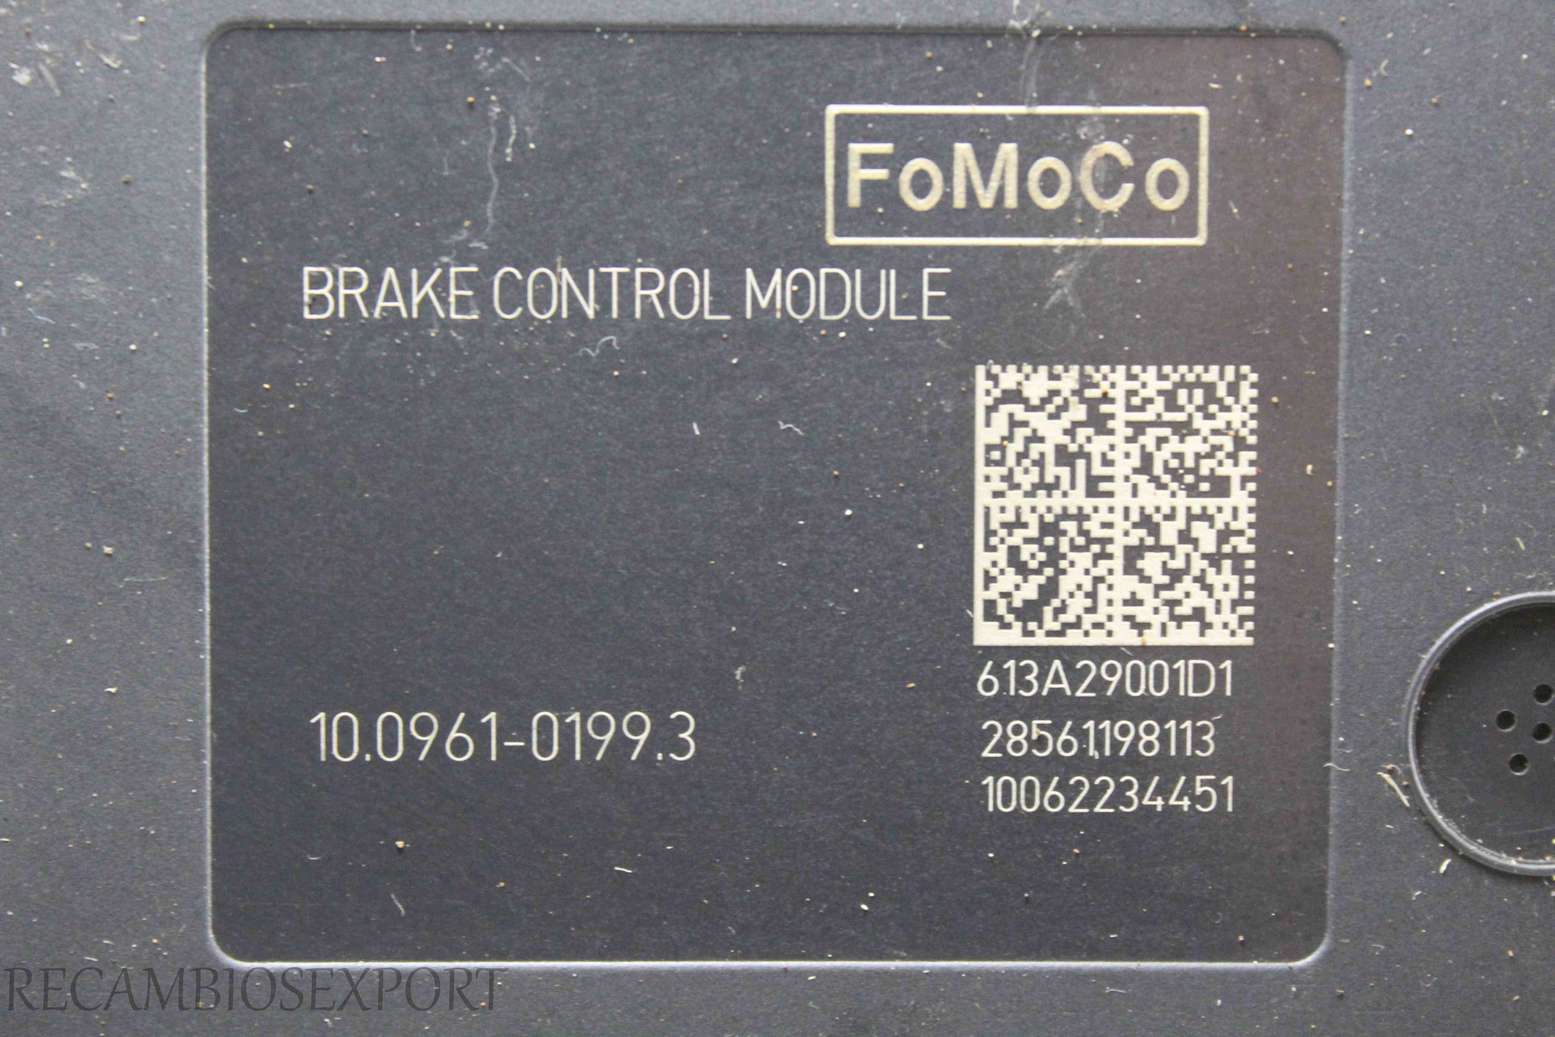 FoMoCo
BRAKE CONTROL MODULE
613A29001D1
10.0961-0199.3
28561198113
10062234451
RECAMBIOSEXPORT